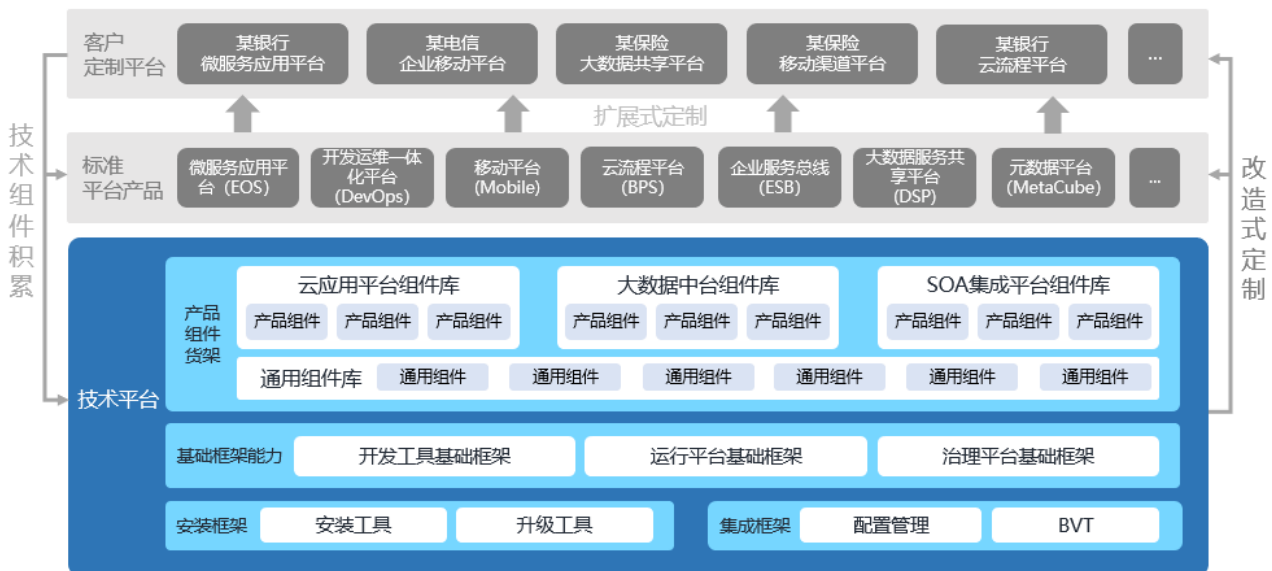 客户
定制平台
某银行
微服务应用平台
某电信
企业移动平台
某保险
大数据共享平台
某保险
移动渠道平台
某银行
云流程平台
...
扩展式定制
技术组件积累
改造式定制
标准
平台产品
微服务应用平
台（EOS）
开发运维一体
化平台
(DevOps)
移动平台
(Mobile)
云流程平台
(BPS)
企业服务总线
(ESB)
大数据服务共
享平台
(DSP)
元数据平台
(MetaCube)
...
技术平台
产品
组件
货架
云应用平台组件库
产品组件 产品组件 产品组件
大数据中台组件库
产品组件 产品组件 产品组件
SOA集成平台组件库
产品组件 产品组件 产品组件
通用组件库 通用组件 通用组件 通用组件 通用组件 通用组件 通用组件
基础框架能力 开发工具基础框架 运行平台基础框架 治理平台基础框架
安装框架 安装工具 升级工具
集成框架 配置管理 BVT